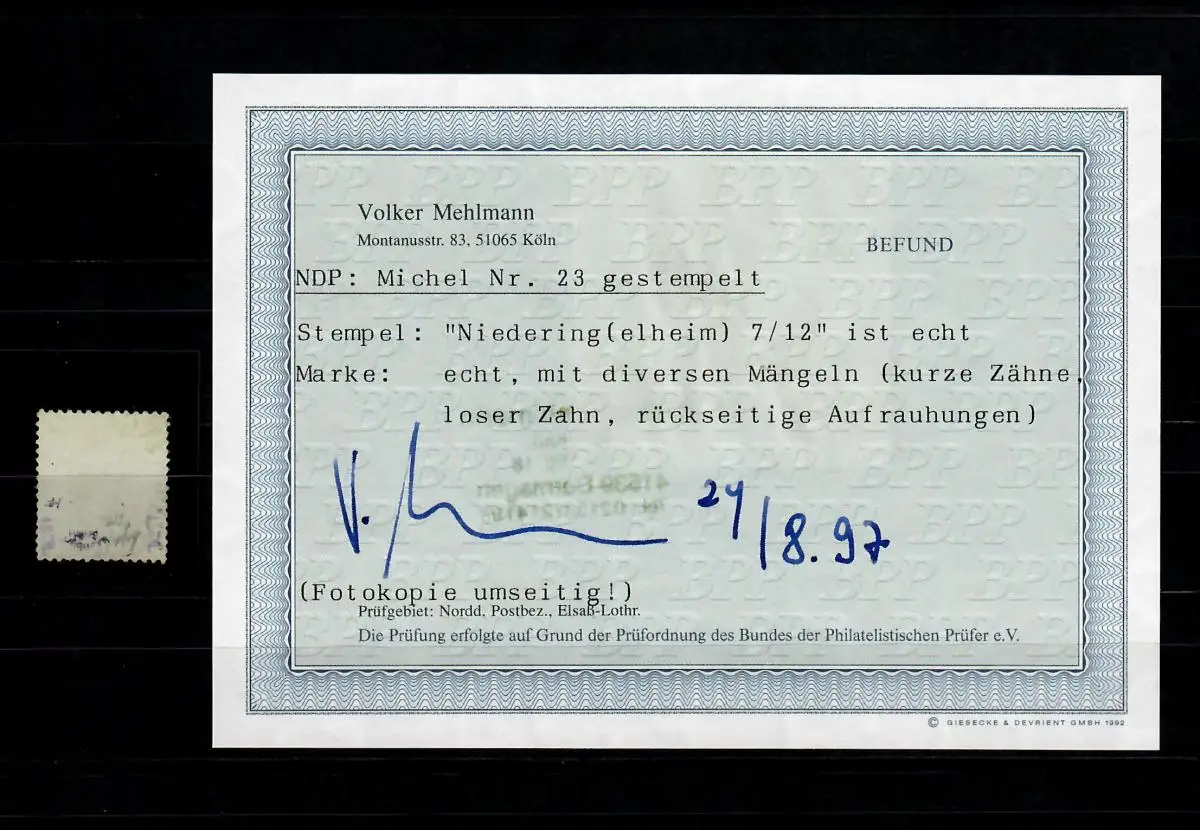 Volker Mehlmann
Montanusstr. 83, 51065 Köln
BEFUND
NDP: Michel Nr. 23 gestempelt
Stempel: "Niedering(elheim) 7/12" ist echt
Marke: echt, mit diversen Mängeln (kurze Zähne,
loser Zahn, rückseitige Aufrauhungen)
24/8.97
(Fotokopie umseitig!)
Prüfgebiet: Nordd. Postbez., Elsaß-Lothr.
Die Prüfung erfolgte auf Grund der Prüfordnung des Bundes der Philatelistischen Prüfer e.V.
© GIESECKE & DEVRIENT GMBH 1992